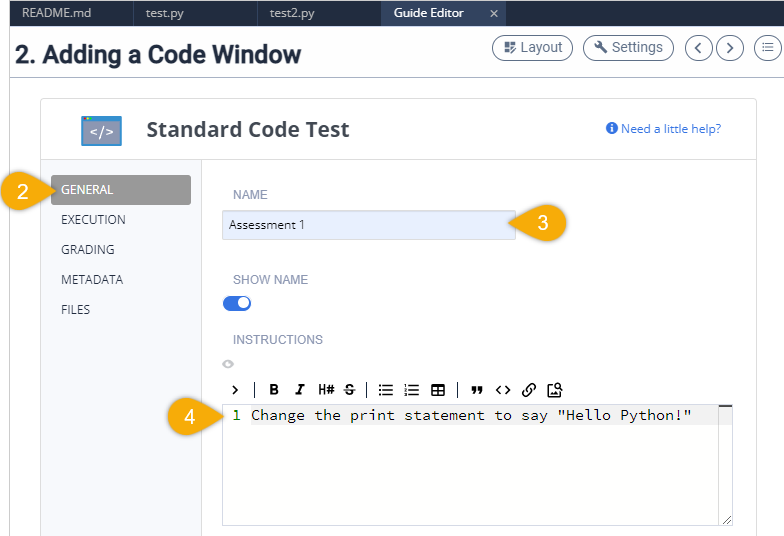 README.md test.py test2.py Guide Editor ×
2. Adding a Code Window Layout Settings
</> Standard Code Test Need a little help?
2 GENERAL
EXECUTION
GRADING
METADATA
FILES
NAME
Assessment 1 3
SHOW NAME
INSTRUCTIONS
B I H# S
4 1 Change the print statement to say "Hello Python!"